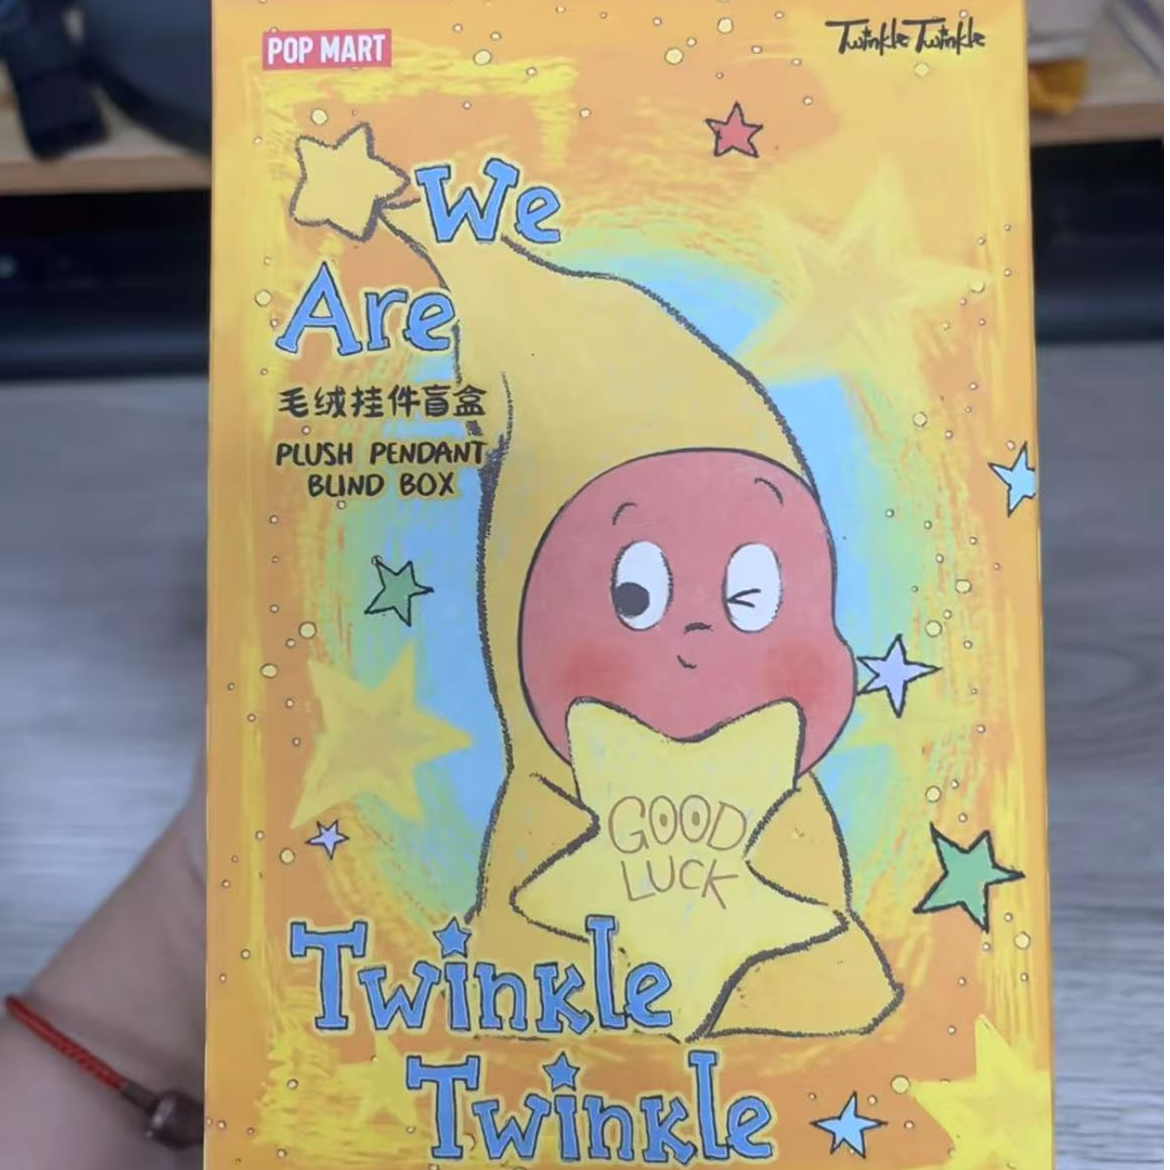 POP MART
Twinkle Twinkle
We
Are
毛绒挂件盲盒
PLUSH PENDANT
BLIND BOX
GOOD
LUCK
Twinkle
Twinkle